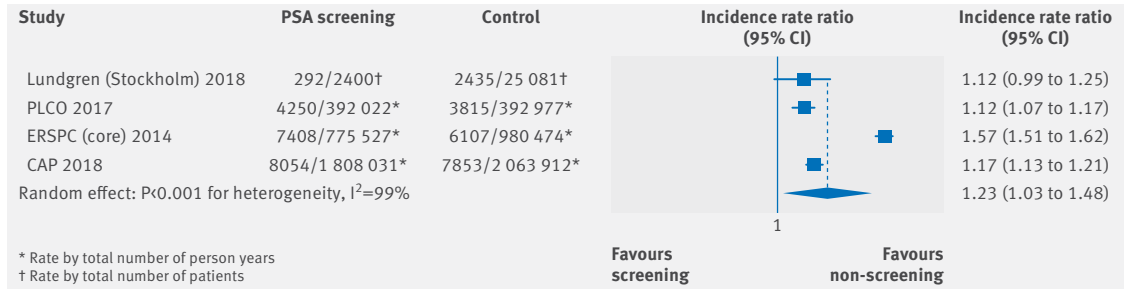 Study PSA screening Control Incidence rate ratio Incidence rate ratio
(95% CI) (95% CI)
Lundgren (Stockholm) 2018 292/2400† 2435/25 081† 1.12 (0.99 to 1.25)
PLCO 2017 4250/392 022* 3815/392 977* 1.12 (1.07 to 1.17)
ERSPC (core) 2014 7408/775 527* 6107/980 474* 1.57 (1.51 to 1.62)
CAP 2018 8054/1 808 031* 7853/2 063 912* 1.17 (1.13 to 1.21)
Random effect: P<0.001 for heterogeneity, I²=99% 1.23 (1.03 to 1.48)
1
* Rate by total number of person years
† Rate by total number of patients
Favours Favours
screening non-screening